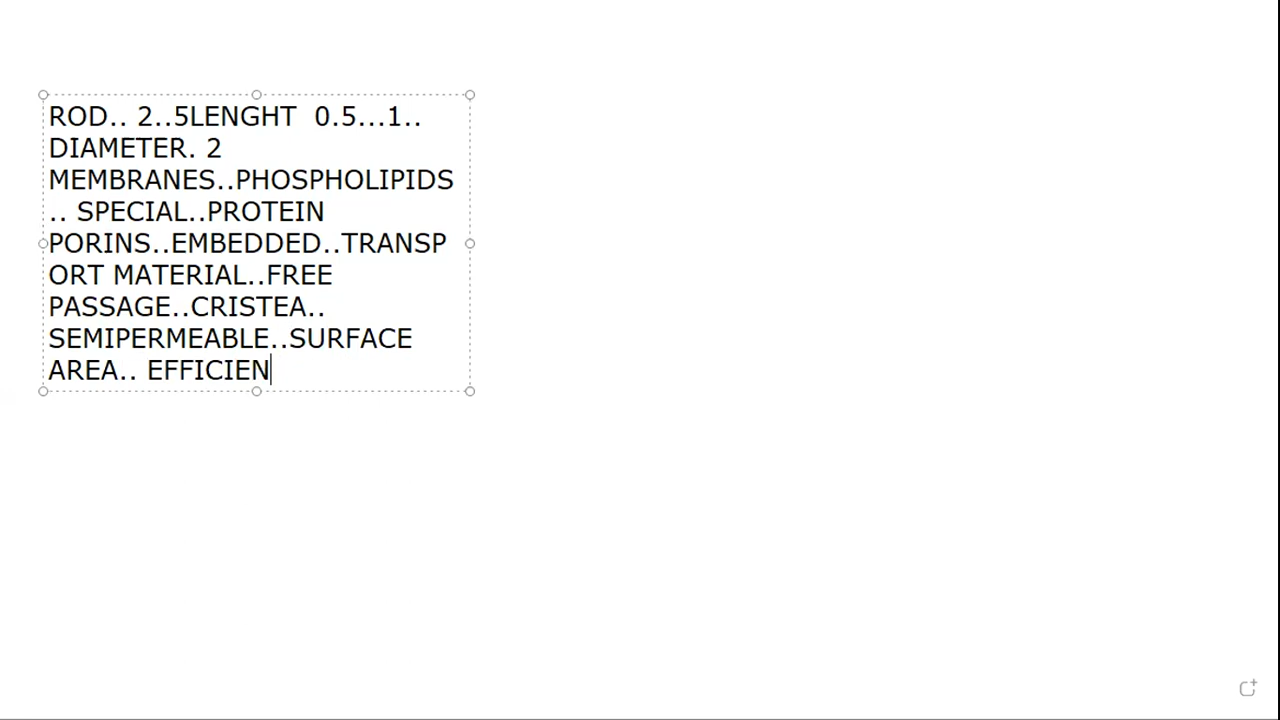 ROD.. 2..5LENGHT  0.5...1..
DIAMETER. 2
MEMBRANES..PHOSPHOLIPIDS
.. SPECIAL..PROTEIN
PORINS..EMBEDDED..TRANSP
ORT MATERIAL..FREE
PASSAGE..CRISTEA..
SEMIPERMEABLE..SURFACE
AREA.. EFFICIEN